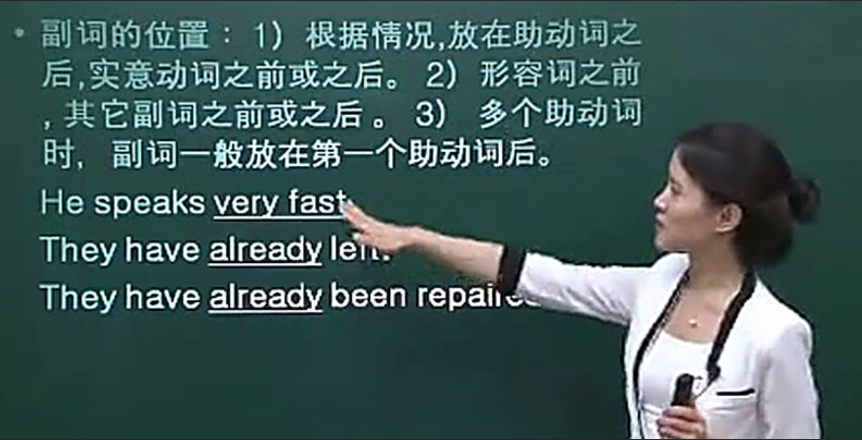 • 副词的位置：1) 根据情况,放在助动词之
后,实意动词之前或之后。2) 形容词之前
,其它副词之前或之后。3) 多个助动词
时, 副词一般放在第一个助动词后。
He speaks very fast.
They have already left.
They have already been repaired